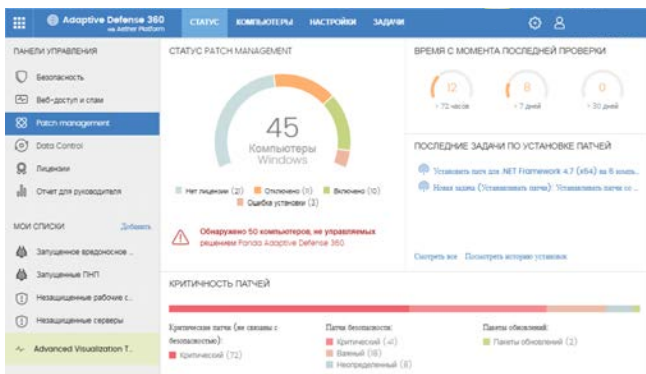 Adaptive Defense 360
on Aether Platform
СТАТУС КОМПЬЮТЕРЫ НАСТРОЙКИ ЗАДАЧИ
ПАНЕЛИ УПРАВЛЕНИЯ
Безопасность
Веб-доступ и спам
Patch management
Data Control
Лицензии
Отчет для руководителя
МОИ СПИСКИ Добавить
Запущенное вредоносное ..
Запущенные ПНП
Незащищенные рабочие с..
Незащищенные серверы
Advanced Visualization T..
СТАТУС PATCH MANAGEMENT
45
Компьютеры
Windows
Нет лицензии (21) Отключено (11) Включено (10)
Ошибка установки (2)
Обнаружено 50 компьютеров, не управляемых
решением Panda Adaptive Defense 360.
ВРЕМЯ С МОМЕНТА ПОСЛЕДНЕЙ ПРОВЕРКИ
12 8 0
> 72 часов > 7 дней > 30 дней
ПОСЛЕДНИЕ ЗАДАЧИ ПО УСТАНОВКЕ ПАТЧЕЙ
Установить патч для .NET Framework 4.7 (x64) на 6 компь..
Новая задача (Устанавливать патчи): Устанавливать патчи со ..
Смотреть все Посмотреть историю установок
КРИТИЧНОСТЬ ПАТЧЕЙ
Критические патчи (не связаны с
безопасностью):
Критический (72)
Патчи безопасности:
Критический (41)
Важный (18)
Неопределенный (8)
Пакеты обновлений:
Пакеты обновлений (2)